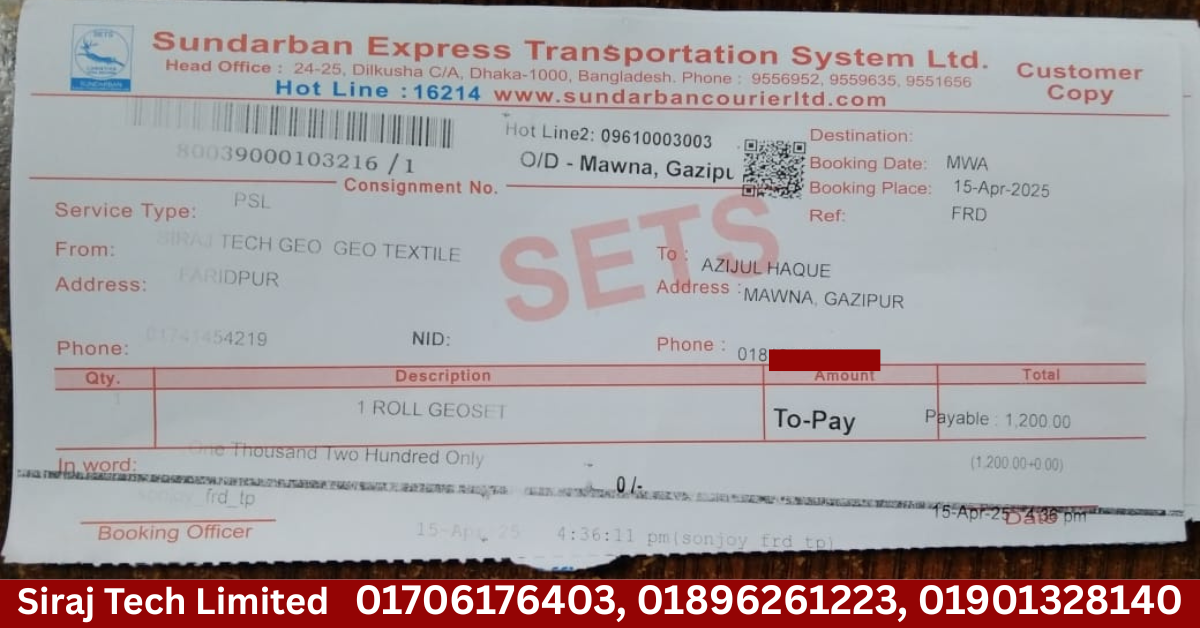 SETS
SUNDARBAN
Sundarban Express Transportation System Ltd.
Head Office : 24-25, Dilkusha C/A, Dhaka-1000, Bangladesh. Phone : 9556952, 9559635, 9551656
Hot Line :16214 www.sundarbancourierltd.com
Customer
Copy
80039000103216 /1
Consignment No.
Hot Line2: 09610003003
O/D - Mawna, Gazipu
Destination:
Booking Date: MWA
Booking Place: 15-Apr-2025
Ref: FRD
Service Type: PSL
From: SIRAJ TECH GEO GEO TEXTILE
Address: FARIDPUR
Phone: 01741454219 NID:
SETS
To : AZIJUL HAQUE
Address : MAWNA, GAZIPUR
Phone : 018
Qty. Description Amount Total
1 1 ROLL GEOSET To-Pay Payable : 1,200.00
In word: One Thousand Two Hundred Only (1,200.00+0.00)
0 /-
frd_tp
Booking Officer
15-Apr-25 4:36 pm
Date
15-Apr-25 4:36:11 pm(sonjoy frd tp)
Siraj Tech Limited 01706176403, 01896261223, 01901328140